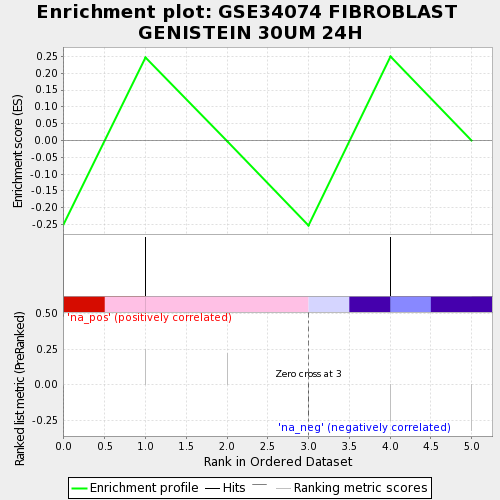 Enrichment plot: GSE34074 FIBROBLAST
GENISTEIN 30UM 24H
Enrichment score (ES)
0.25
0.20
0.15
0.10
0.05
0.00
-0.05
-0.10
-0.15
-0.20
-0.25
Ranked list metric (PreRanked)
0.50
0.25
0.00
-0.25
'na_pos' (positively correlated)
Zero cross at 3
'na_neg' (negatively correlated)
0.0 0.5 1.0 1.5 2.0 2.5 3.0 3.5 4.0 4.5 5.0
Rank in Ordered Dataset
Enrichment profile Hits Ranking metric scores